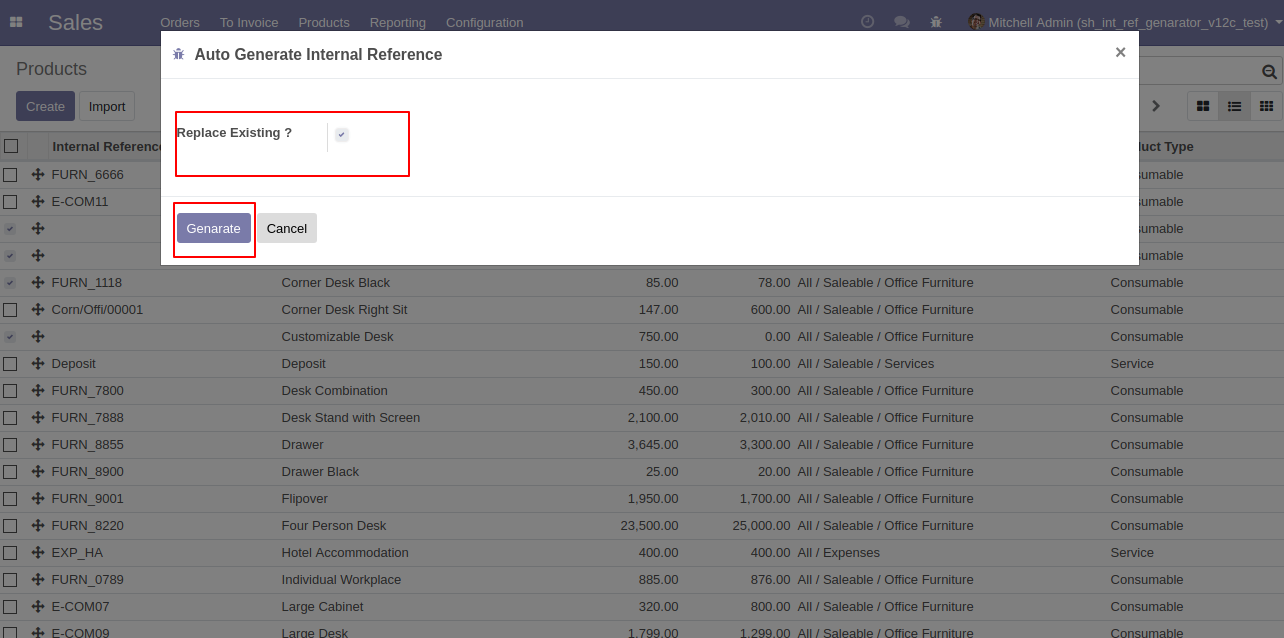 Sales Orders To Invoice Products Reporting Configuration Mitchell Admin (sh_int_ref_genarator_v12c_test)
Auto Generate Internal Reference ×
Products
Create Import
Replace Existing ?
Internal Reference uct Type
FURN_6666 sumable
E-COM11 sumable
Genarate Cancel sumable
sumable
FURN_1118 Corner Desk Black 85.00 78.00 All / Saleable / Office Furniture Consumable
Corn/Offi/00001 Corner Desk Right Sit 147.00 600.00 All / Saleable / Office Furniture Consumable
Customizable Desk 750.00 0.00 All / Saleable / Office Furniture Consumable
Deposit Deposit 150.00 100.00 All / Saleable / Services Service
FURN_7800 Desk Combination 450.00 300.00 All / Saleable / Office Furniture Consumable
FURN_7888 Desk Stand with Screen 2,100.00 2,010.00 All / Saleable / Office Furniture Consumable
FURN_8855 Drawer 3,645.00 3,300.00 All / Saleable / Office Furniture Consumable
FURN_8900 Drawer Black 25.00 20.00 All / Saleable / Office Furniture Consumable
FURN_9001 Flipover 1,950.00 1,700.00 All / Saleable / Office Furniture Consumable
FURN_8220 Four Person Desk 23,500.00 25,000.00 All / Saleable / Office Furniture Consumable
EXP_HA Hotel Accommodation 400.00 400.00 All / Expenses Service
FURN_0789 Individual Workplace 885.00 876.00 All / Saleable / Office Furniture Consumable
E-COM07 Large Cabinet 320.00 800.00 All / Saleable / Office Furniture Consumable
E-COM09 Large Desk 1,799.00 1,299.00 All / Saleable / Office Furniture Consumable